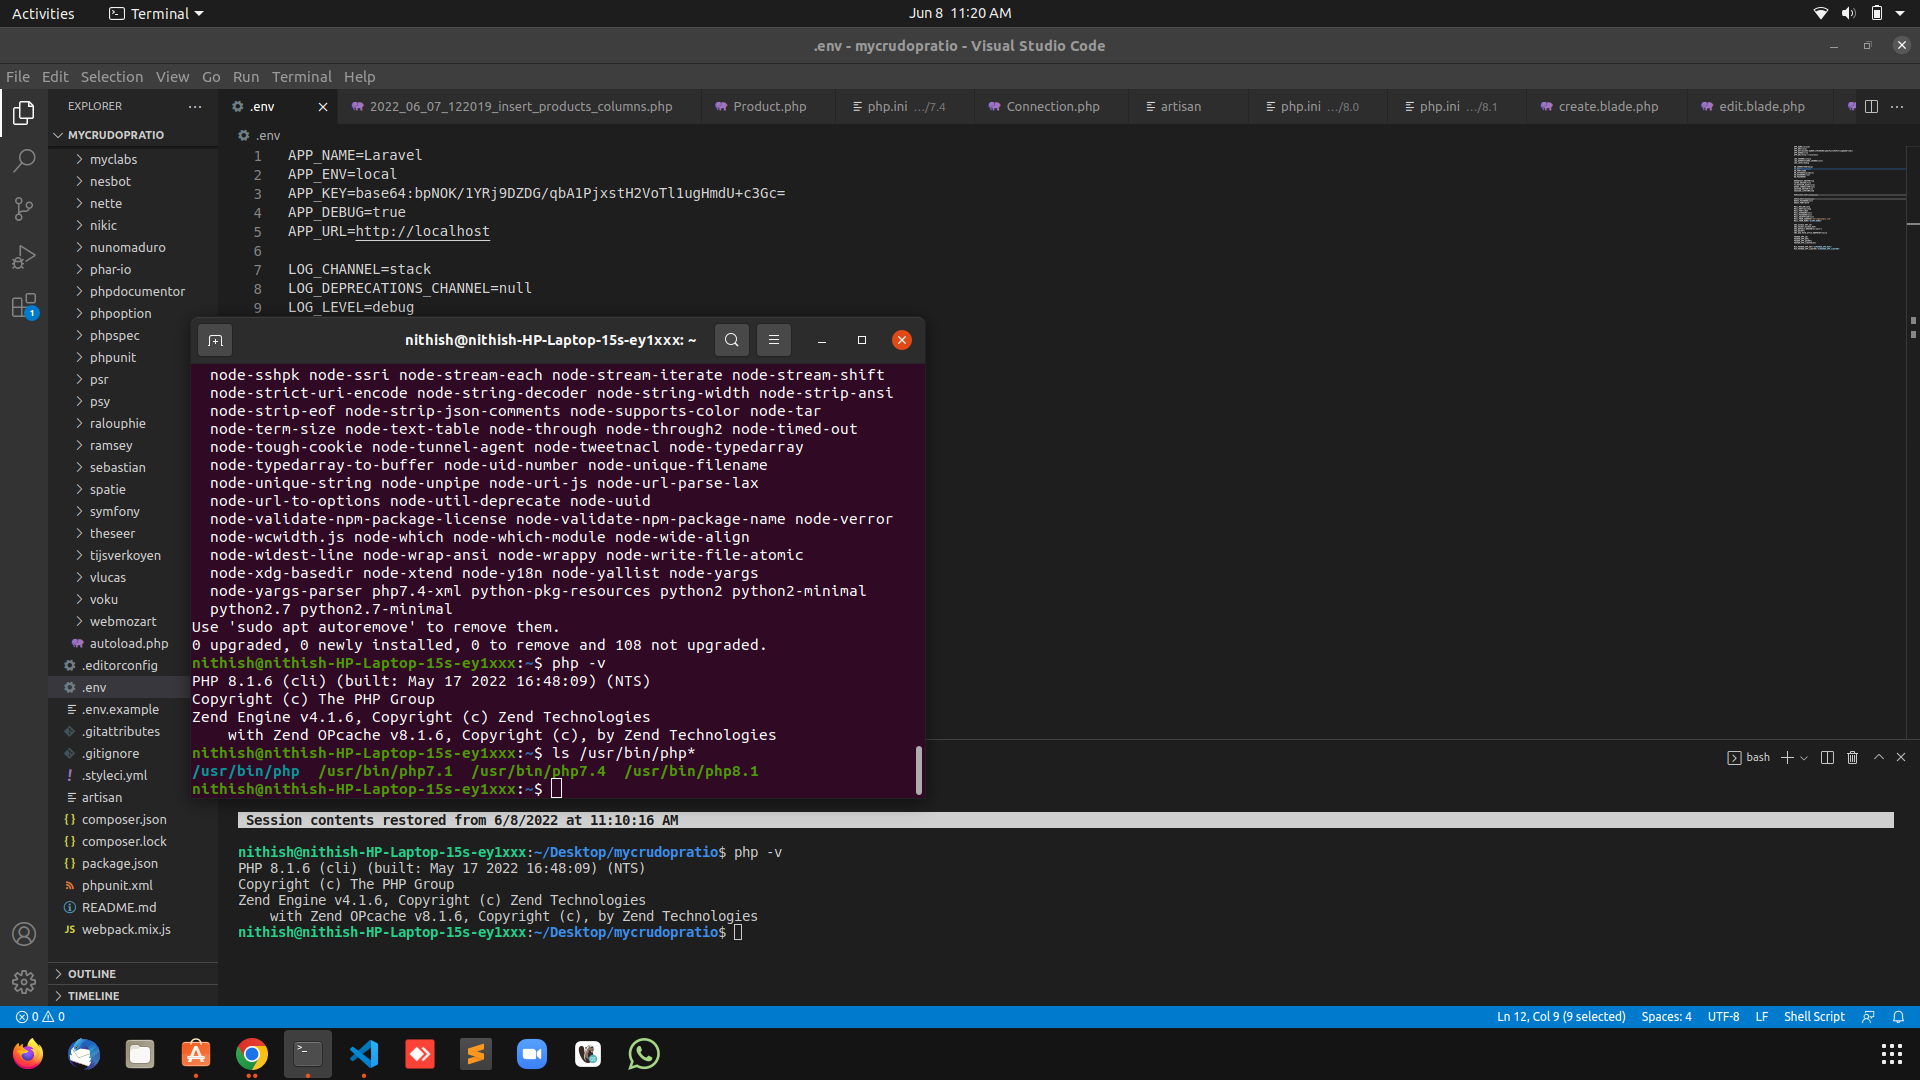 Activities
Terminal
Jun 8 11:20 AM
.env - mycrudopratio - Visual Studio Code
File Edit Selection View Go Run Terminal Help
EXPLORER
.env
2022_06_07_122019_insert_products_columns.php
Product.php
php.ini .../7.4
Connection.php
artisan
php.ini .../8.0
php.ini .../8.1
create.blade.php
edit.blade.php
MYCRUDOPRATIO
myclabs
nesbot
nette
nikic
nunomaduro
phar-io
phpdocumentor
phpoption
phpspec
phpunit
psr
psy
ralouphie
ramsey
sebastian
spatie
symfony
theseer
tijsverkoyen
vlucas
voku
webmozart
autoload.php
.editorconfig
.env
.env.example
.gitattributes
.gitignore
.styleci.yml
artisan
composer.json
composer.lock
package.json
phpunit.xml
README.md
webpack.mix.js
OUTLINE
TIMELINE
1
.env
1 APP_NAME=Laravel
2 APP_ENV=local
3 APP_KEY=base64:bpNOK/1YRj9DZDG/qbA1PjxstH2VoTl1ugHmdU+c3Gc=
4 APP_DEBUG=true
5 APP_URL=http://localhost
6
7 LOG_CHANNEL=stack
8 LOG_DEPRECATIONS_CHANNEL=null
9 LOG_LEVEL=debug
nithish@nithish-HP-Laptop-15s-ey1xxx: ~
node-sshpk node-ssri node-stream-each node-stream-iterate node-stream-shift
node-strict-uri-encode node-string-decoder node-string-width node-strip-ansi
node-strip-eof node-strip-json-comments node-supports-color node-tar
node-term-size node-text-table node-through node-through2 node-timed-out
node-tough-cookie node-tunnel-agent node-tweetnacl node-typedarray
node-typedarray-to-buffer node-uid-number node-unique-filename
node-unique-string node-unpipe node-uri-js node-url-parse-lax
node-url-to-options node-util-deprecate node-uuid
node-validate-npm-package-license node-validate-npm-package-name node-verror
node-wcwidth.js node-which node-which-module node-wide-align
node-widest-line node-wrap-ansi node-wrappy node-write-file-atomic
node-xdg-basedir node-xtend node-y18n node-yallist node-yargs
node-yargs-parser php7.4-xml python-pkg-resources python2 python2-minimal
python2.7 python2.7-minimal
Use 'sudo apt autoremove' to remove them.
0 upgraded, 0 newly installed, 0 to remove and 108 not upgraded.
nithish@nithish-HP-Laptop-15s-ey1xxx:~$ php -v
PHP 8.1.6 (cli) (built: May 17 2022 16:48:09) (NTS)
Copyright (c) The PHP Group
Zend Engine v4.1.6, Copyright (c) Zend Technologies
with Zend OPcache v8.1.6, Copyright (c), by Zend Technologies
nithish@nithish-HP-Laptop-15s-ey1xxx:~$ ls /usr/bin/php*
/usr/bin/php /usr/bin/php7.1 /usr/bin/php7.4 /usr/bin/php8.1
nithish@nithish-HP-Laptop-15s-ey1xxx:~$
bash
Session contents restored from 6/8/2022 at 11:10:16 AM
nithish@nithish-HP-Laptop-15s-ey1xxx:~/Desktop/mycrudopratio$ php -v
PHP 8.1.6 (cli) (built: May 17 2022 16:48:09) (NTS)
Copyright (c) The PHP Group
Zend Engine v4.1.6, Copyright (c) Zend Technologies
with Zend OPcache v8.1.6, Copyright (c), by Zend Technologies
nithish@nithish-HP-Laptop-15s-ey1xxx:~/Desktop/mycrudopratio$
0 0
Ln 12, Col 9 (9 selected) Spaces: 4 UTF-8 LF Shell Script